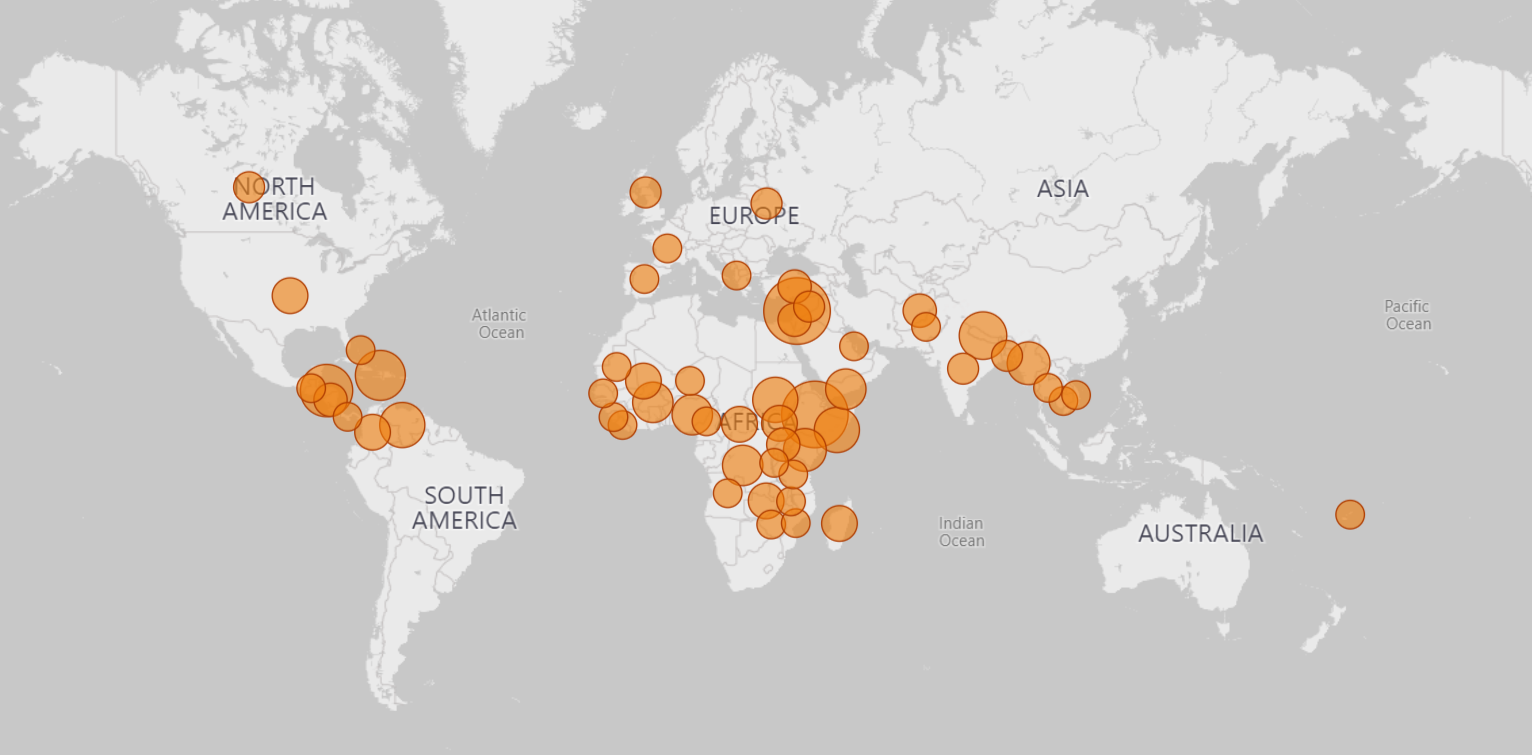 NORTH
AMERICA
ASIA
EUROPE
Atlantic
Ocean
Pacific
Ocean
AFRICA
SOUTH
AMERICA
Indian
Ocean
AUSTRALIA